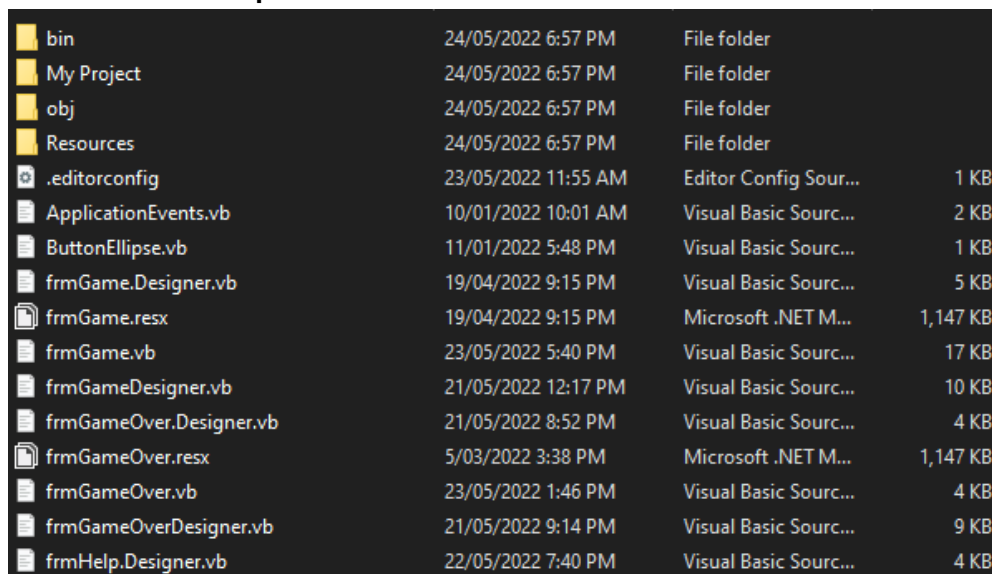 bin 24/05/2022 6:57 PM File folder
My Project 24/05/2022 6:57 PM File folder
obj 24/05/2022 6:57 PM File folder
Resources 24/05/2022 6:57 PM File folder
.editorconfig 23/05/2022 11:55 AM Editor Config Sour... 1 KB
ApplicationEvents.vb 10/01/2022 10:01 AM Visual Basic Sourc... 2 KB
ButtonEllipse.vb 11/01/2022 5:48 PM Visual Basic Sourc... 1 KB
frmGame.Designer.vb 19/04/2022 9:15 PM Visual Basic Sourc... 5 KB
frmGame.resx 19/04/2022 9:15 PM Microsoft .NET M... 1,147 KB
frmGame.vb 23/05/2022 5:40 PM Visual Basic Sourc... 17 KB
frmGameDesigner.vb 21/05/2022 12:17 PM Visual Basic Sourc... 10 KB
frmGameOver.Designer.vb 21/05/2022 8:52 PM Visual Basic Sourc... 4 KB
frmGameOver.resx 5/03/2022 3:38 PM Microsoft .NET M... 1,147 KB
frmGameOver.vb 23/05/2022 1:46 PM Visual Basic Sourc... 4 KB
frmGameOverDesigner.vb 21/05/2022 9:14 PM Visual Basic Sourc... 9 KB
frmHelp.Designer.vb 22/05/2022 7:40 PM Visual Basic Sourc... 4 KB